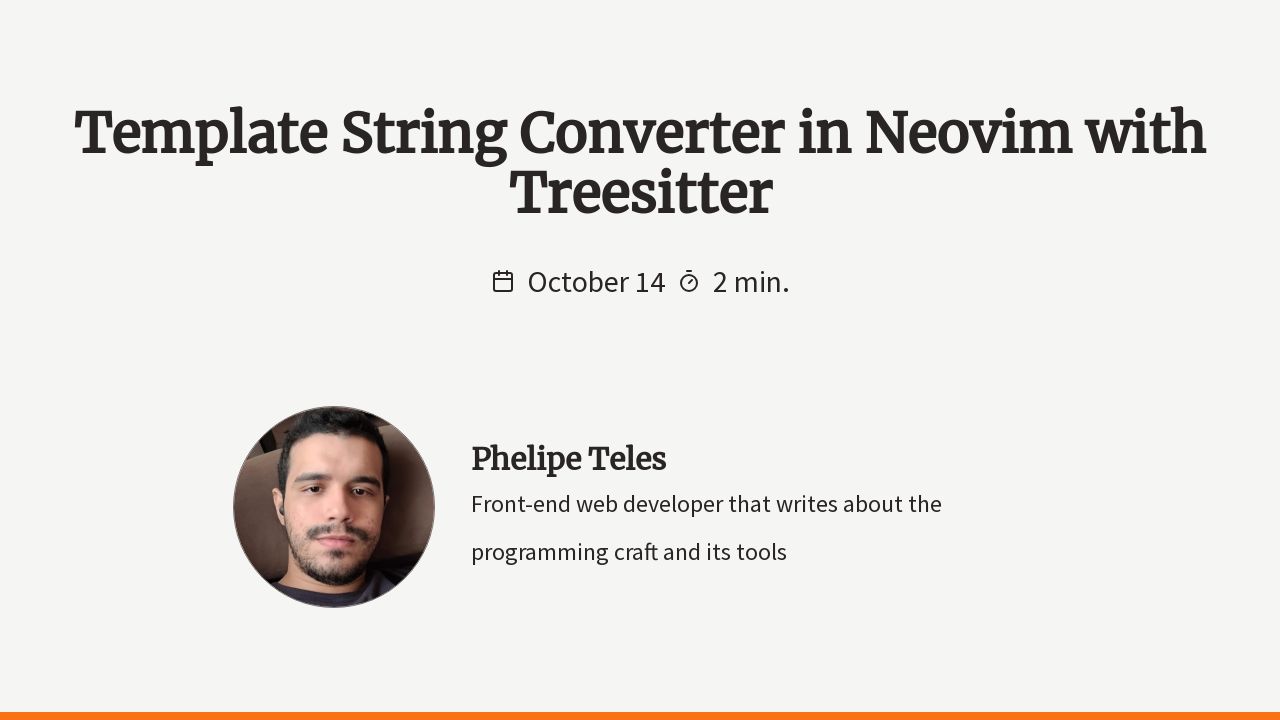 Template String Converter in Neovim with
Treesitter
October 14 2 min.
Phelipe Teles
Front-end web developer that writes about the
programming craft and its tools